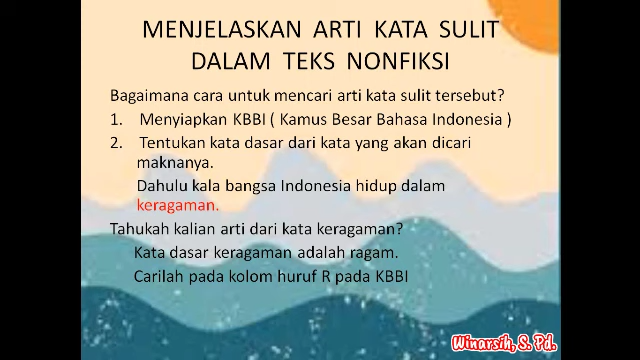 MENJELASKAN ARTI KATA SULIT
DALAM TEKS NONFIKSI
Bagaimana cara untuk mencari arti kata sulit tersebut?
1. Menyiapkan KBBI ( Kamus Besar Bahasa Indonesia )
2. Tentukan kata dasar dari kata yang akan dicari
maknanya.
Dahulu kala bangsa Indonesia hidup dalam
keragaman.
Tahukah kalian arti dari kata keragaman?
Kata dasar keragaman adalah ragam.
Carilah pada kolom huruf R pada KBBI
Winarsih, S. Pd.